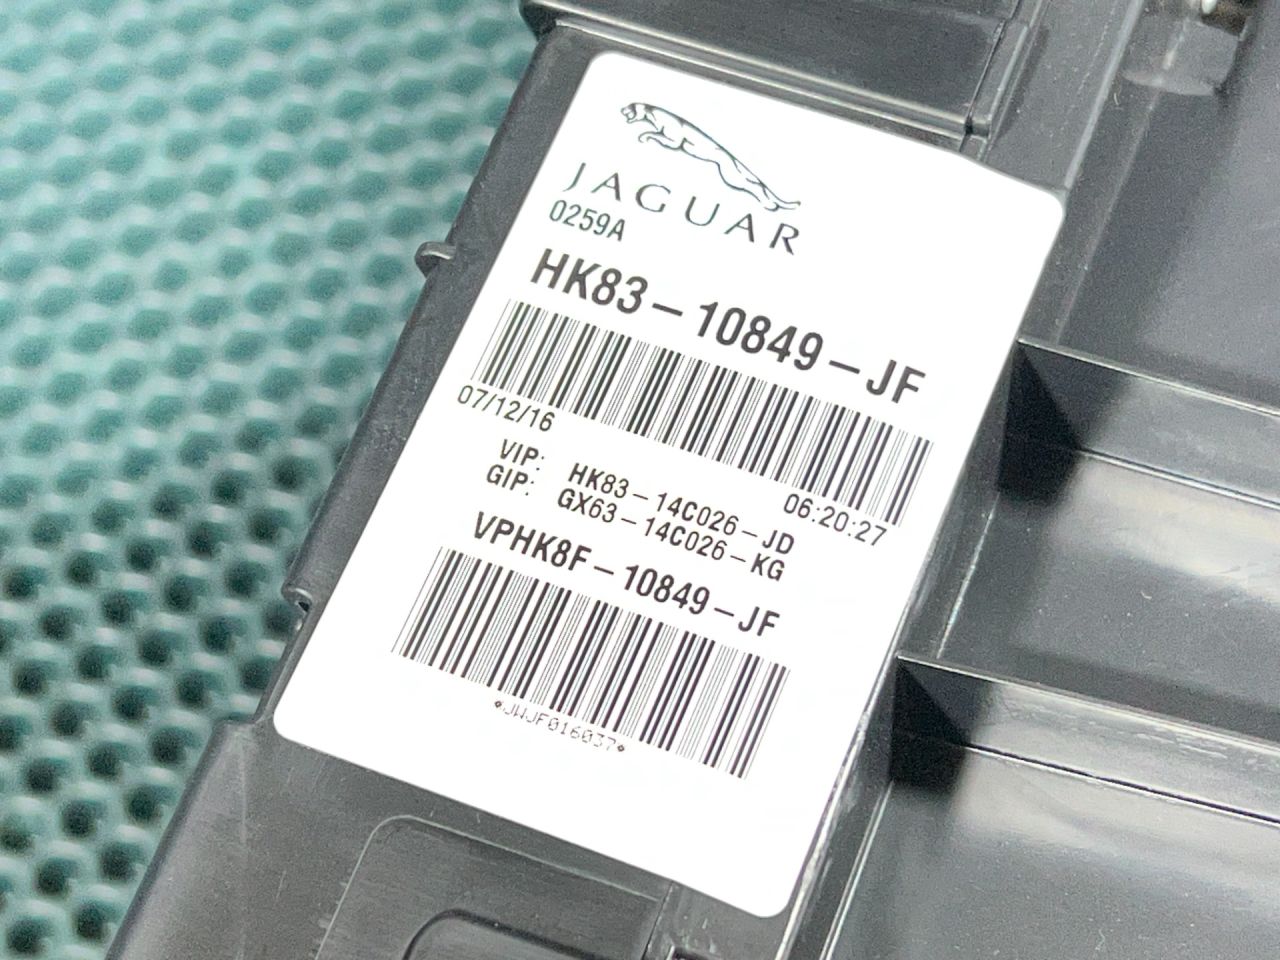 JAGUAR
0259A
HK83-10849-JF
07/12/16 06:20:27
VIP: HK83-14C026-JD
GIP: GX63-14C026-KG
VPHK8F-10849-JF
*JWJF016037*